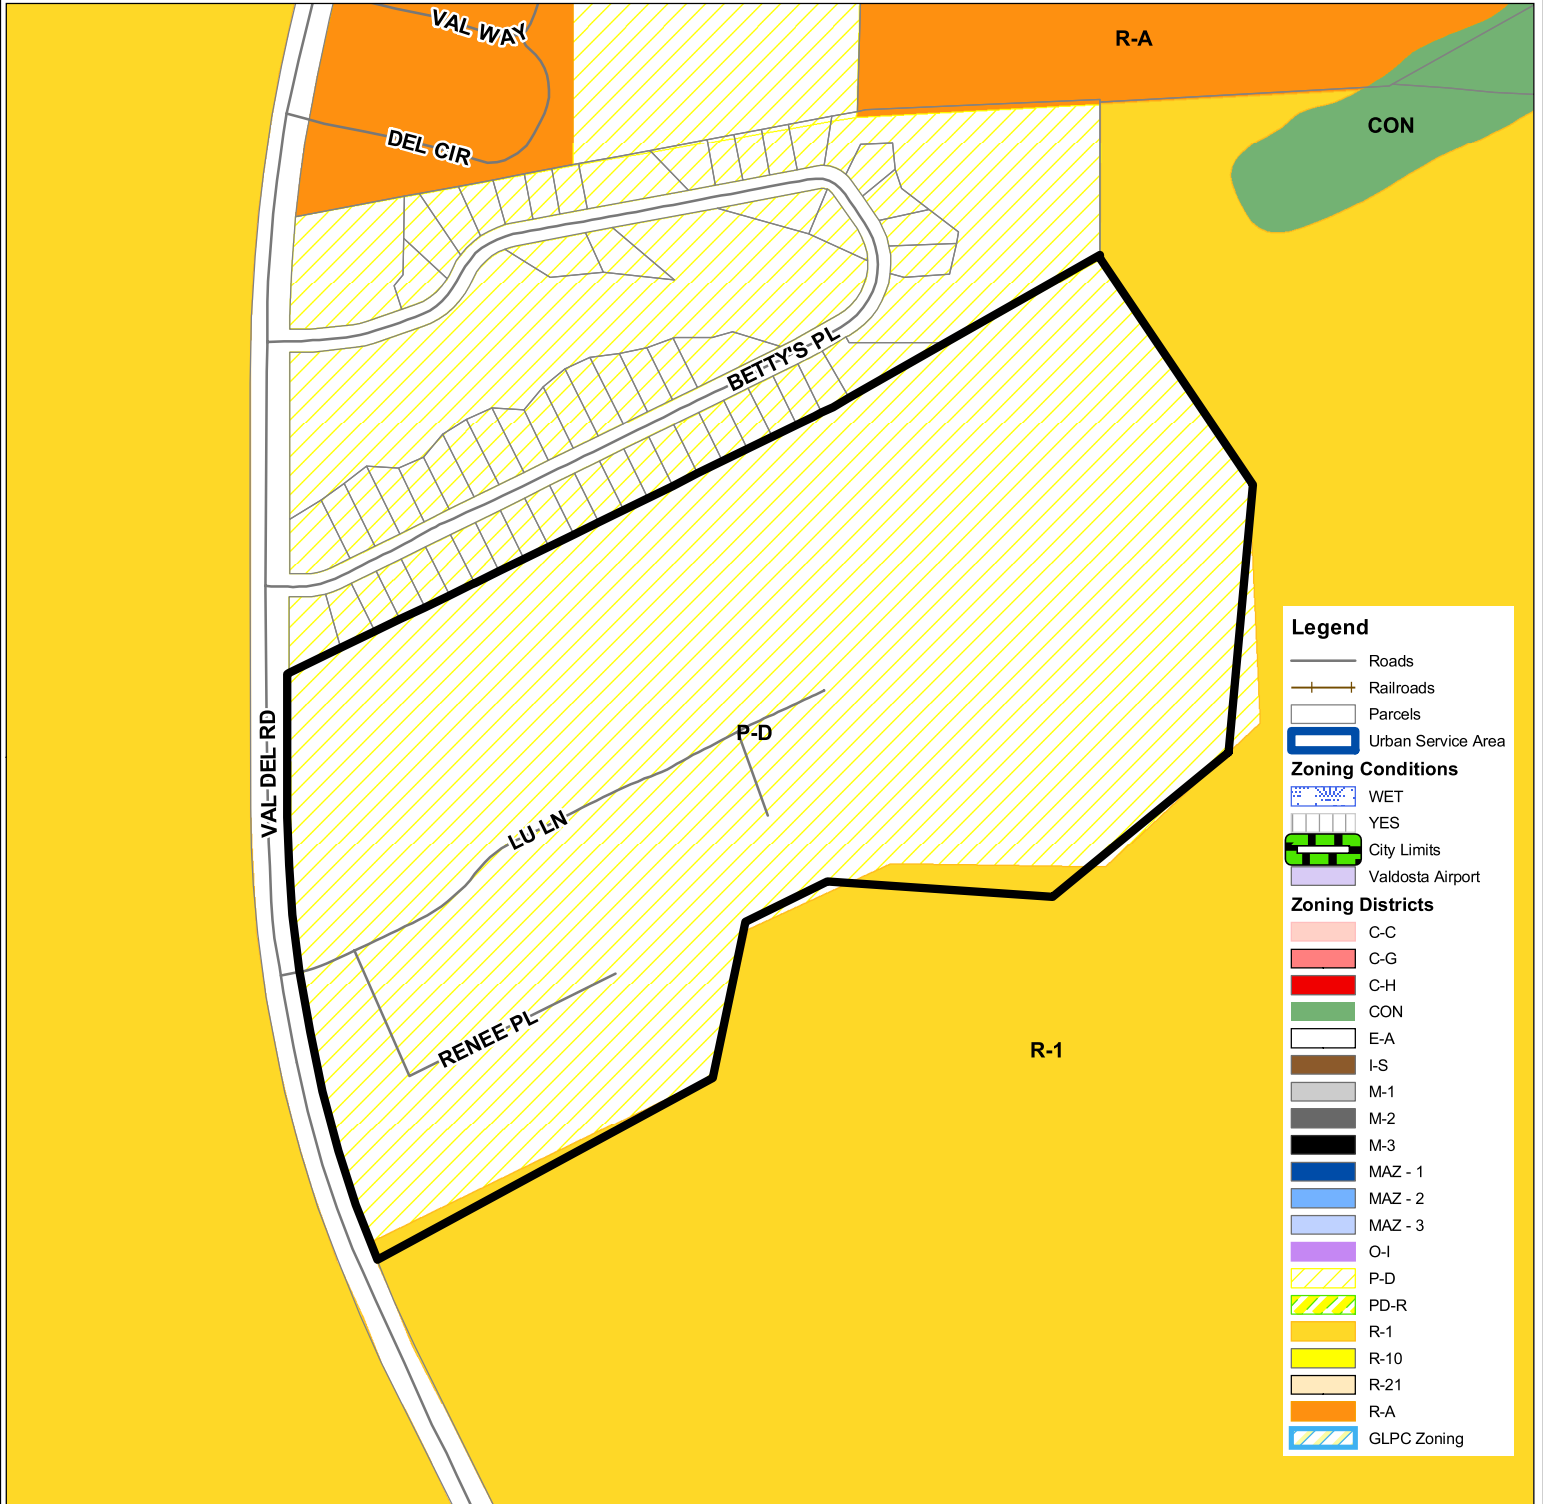 VAL WAY
DEL CIR
R-A
CON
BETTY'S PL
VAL DEL RD
P-D
LU LN
RENEE PL
R-1
Legend
Roads
Railroads
Parcels
Urban Service Area
Zoning Conditions
WET
YES
City Limits
Valdosta Airport
Zoning Districts
C-C
C-G
C-H
CON
E-A
I-S
M-1
M-2
M-3
MAZ - 1
MAZ - 2
MAZ - 3
O-I
P-D
PD-R
R-1
R-10
R-21
R-A
GLPC Zoning